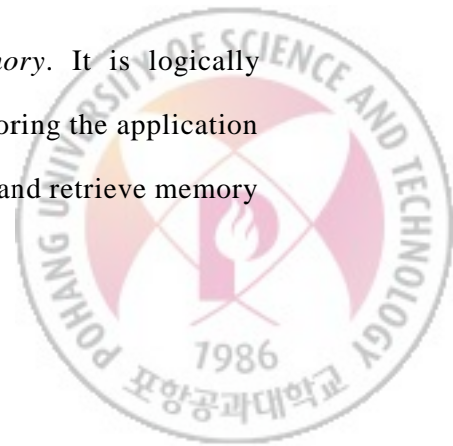 ory. It is logically
oring the application
and retrieve memory
POHANG UNIVERSITY OF SCIENCE AND TECHNOLOGY
1986
포항공과대학교